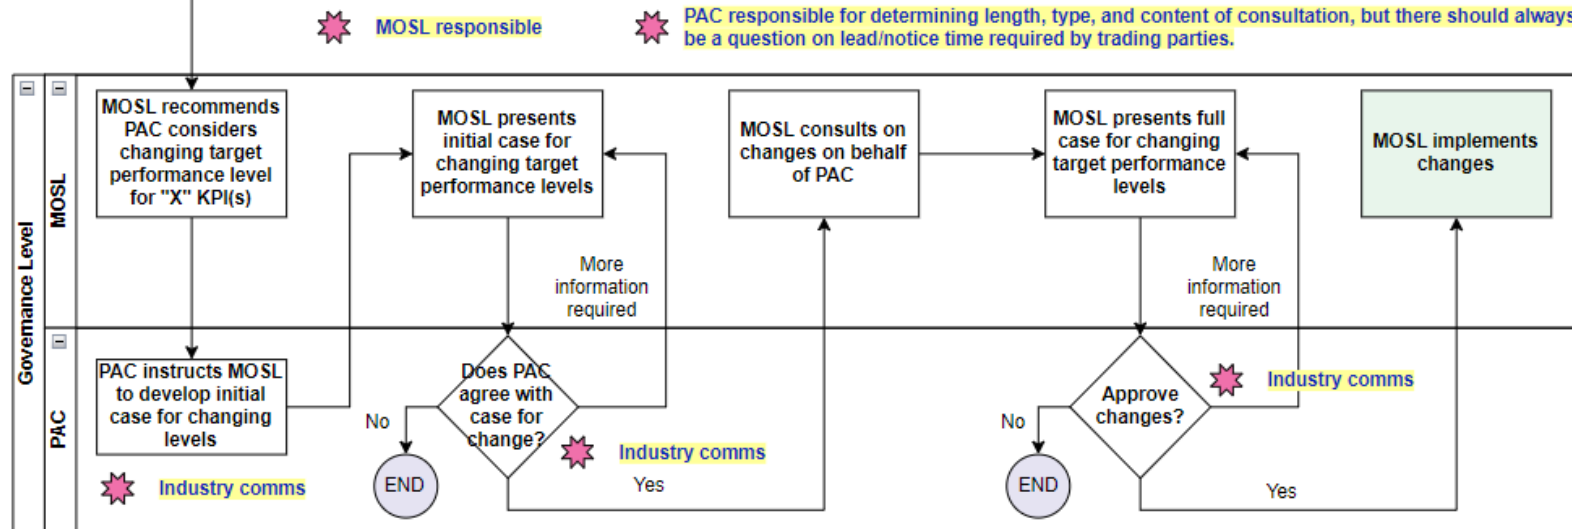 MOSL responsible
PAC responsible for determining length, type, and content of consultation, but there should always
be a question on lead/notice time required by trading parties.
Governance Level
MOSL
MOSL recommends
PAC considers
changing target
performance level
for "X" KPI(s)
MOSL presents
initial case for
changing target
performance levels
MOSL consults on
changes on behalf
of PAC
MOSL presents full
case for changing
target performance
levels
MOSL implements
changes
More
information
required
More
information
required
PAC
PAC instructs MOSL
to develop initial
case for changing
levels
Industry comms
Does PAC
agree with
case for
change?
No
END
Industry comms
Yes
Approve
changes?
Industry comms
No
END
Yes